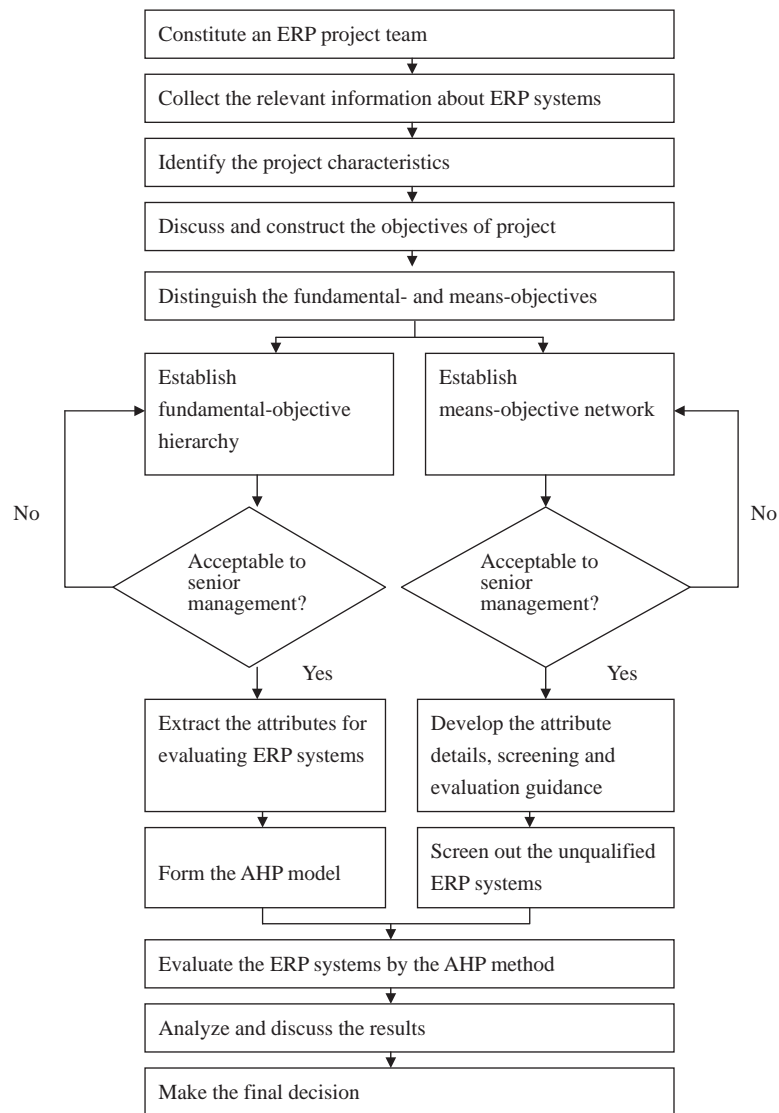 Constitute an ERP project team
Collect the relevant information about ERP systems
Identify the project characteristics
Discuss and construct the objectives of project
Distinguish the fundamental- and means-objectives
Establish
fundamental-objective
hierarchy
Establish
means-objective network
No
No
Acceptable to
senior
management?
Acceptable to
senior
management?
Yes
Yes
Extract the attributes for
evaluating ERP systems
Develop the attribute
details, screening and
evaluation guidance
Form the AHP model
Screen out the unqualified
ERP systems
Evaluate the ERP systems by the AHP method
Analyze and discuss the results
Make the final decision